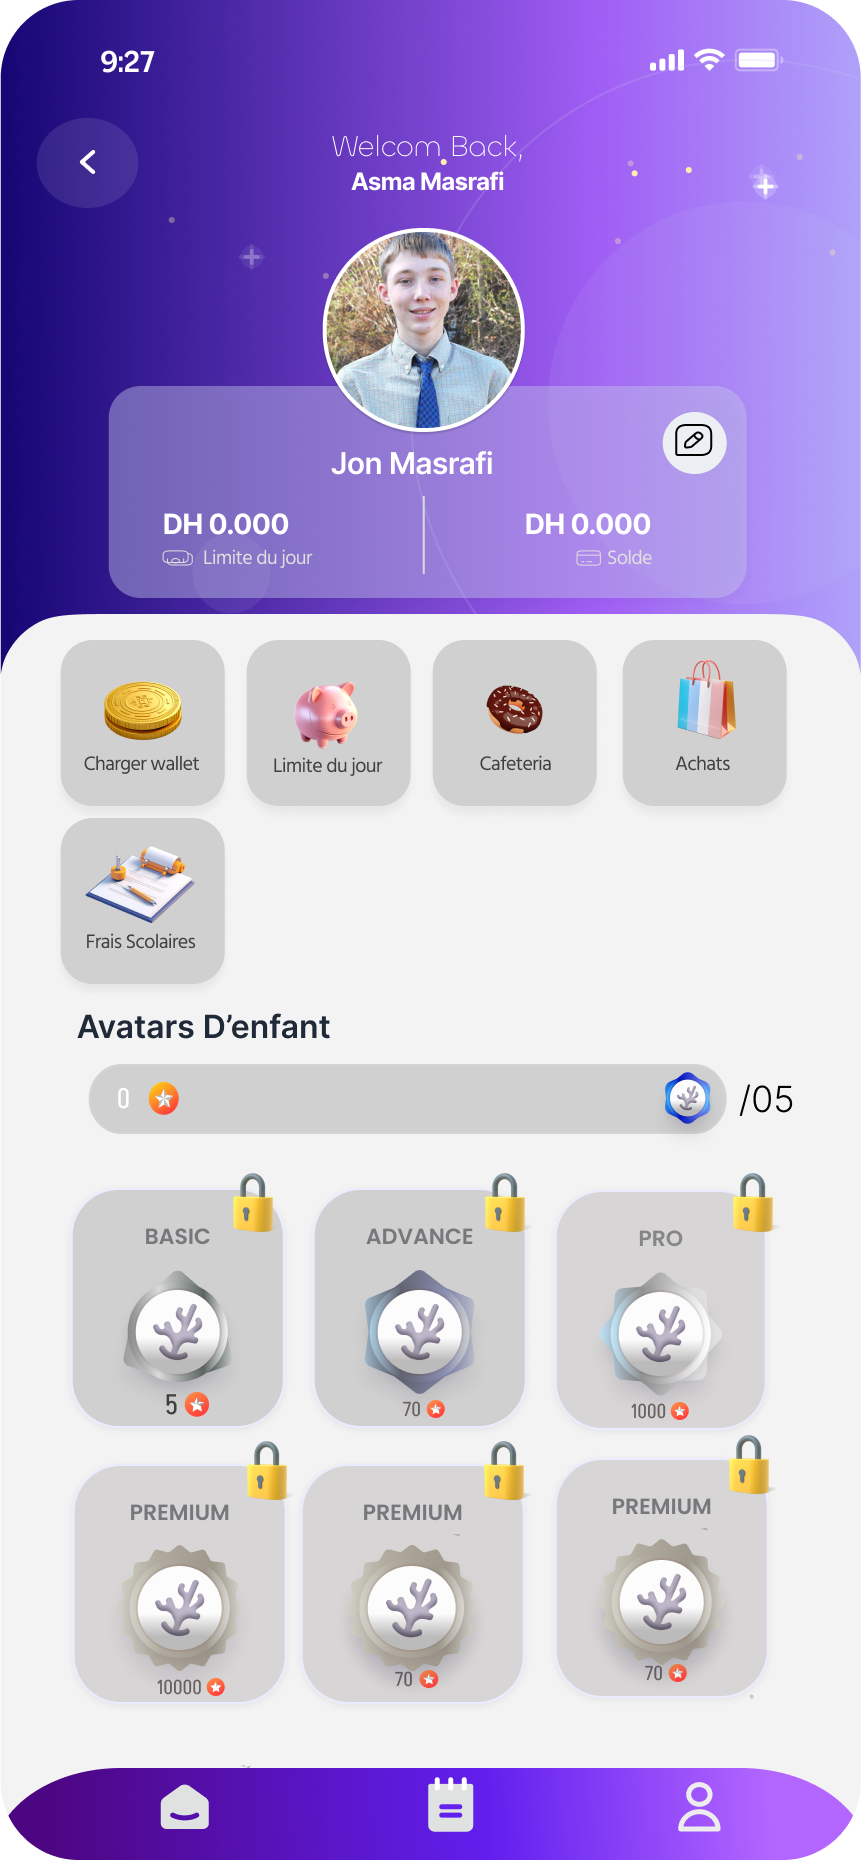 9:27
Welcom Back,
Asma Masrafi
Jon Masrafi
DH 0.000
DH 0.000
Limite du jour
Solde
Charger wallet
Limite du jour
Cafeteria
Achats
Frais Scolaires
Avatars D’enfant
0
/05
BASIC
ADVANCE
PRO
5
70
1000
PREMIUM
PREMIUM
PREMIUM
10000
70
70